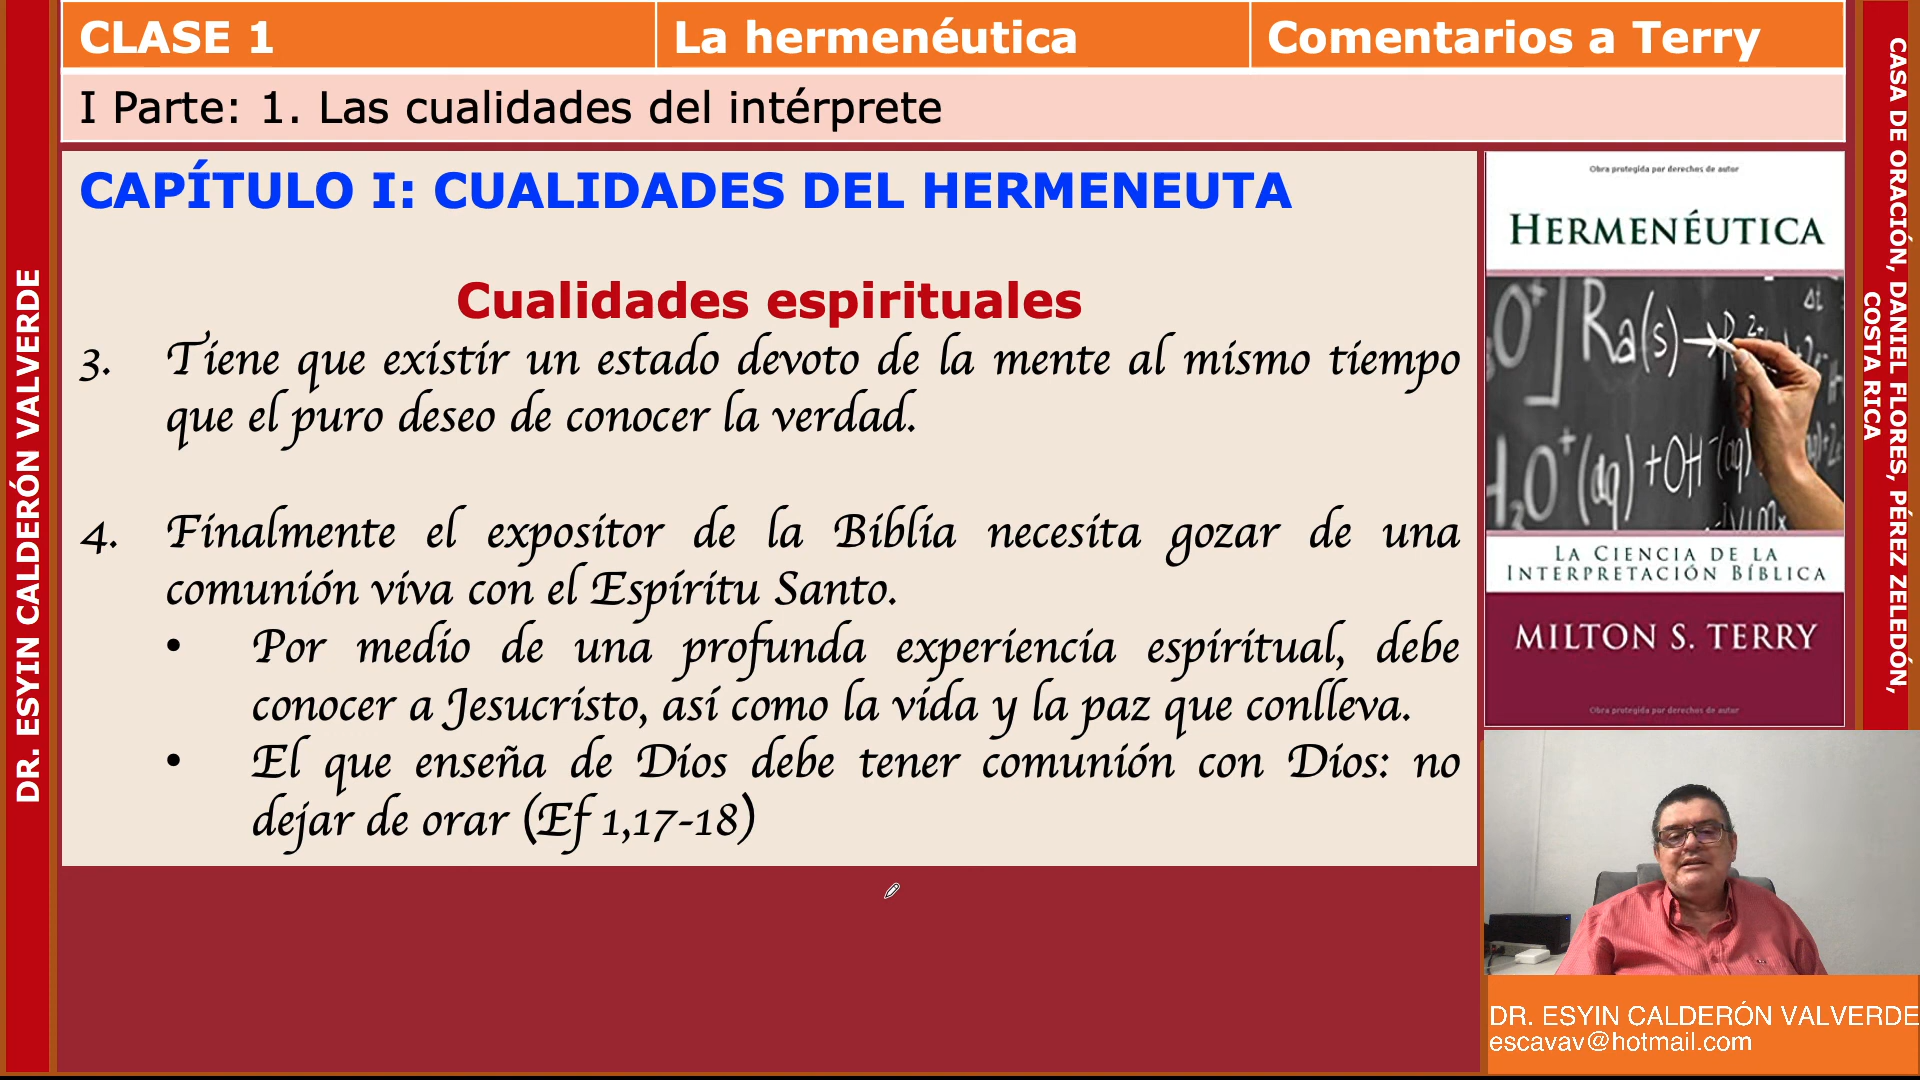 CLASE 1
La hermenéutica
Comentarios a Terry
I Parte: 1. Las cualidades del intérprete
CAPÍTULO I: CUALIDADES DEL HERMENEUTA
Cualidades espirituales
3. Tiene que existir un estado devoto de la mente al mismo tiempo
que el puro deseo de conocer la verdad.
4. Finalmente el expositor de la Biblia necesita gozar de una
comunión viva con el Espíritu Santo.
• Por medio de una profunda experiencia espiritual, debe
conocer a Jesucristo, así como la vida y la paz que conlleva.
• El que enseña de Dios debe tener comunión con Dios: no
dejar de orar (Ef 1,17-18)
DR. ESYIN CALDERÓN VALVERDE
CASA DE ORACIÓN, DANIEL FLORES, PÉREZ ZELEDÓN,
COSTA RICA
Obra protegida por derechos de autor
HERMENÉUTICA
Ra(s)
2+
Δt
O⁺(aq) + OH⁻(aq)
LA CIENCIA DE LA
INTERPRETACIÓN BÍBLICA
MILTON S. TERRY
Obra protegida por derechos de autor
DR. ESYIN CALDERÓN VALVERDE
escavav@hotmail.com